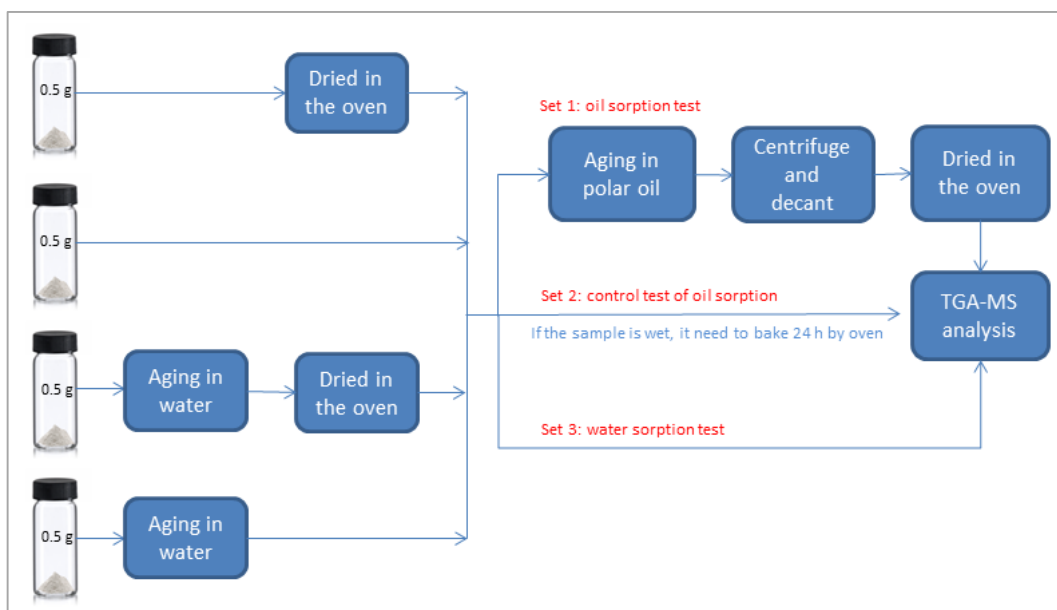 0.5 g
Dried in
the oven
0.5 g
0.5 g
Aging in
water
Dried in
the oven
0.5 g
Aging in
water
Set 1: oil sorption test
Aging in
polar oil
Centrifuge
and
decant
Dried in
the oven
Set 2: control test of oil sorption
If the sample is wet, it need to bake 24 h by oven
TGA-MS
analysis
Set 3: water sorption test